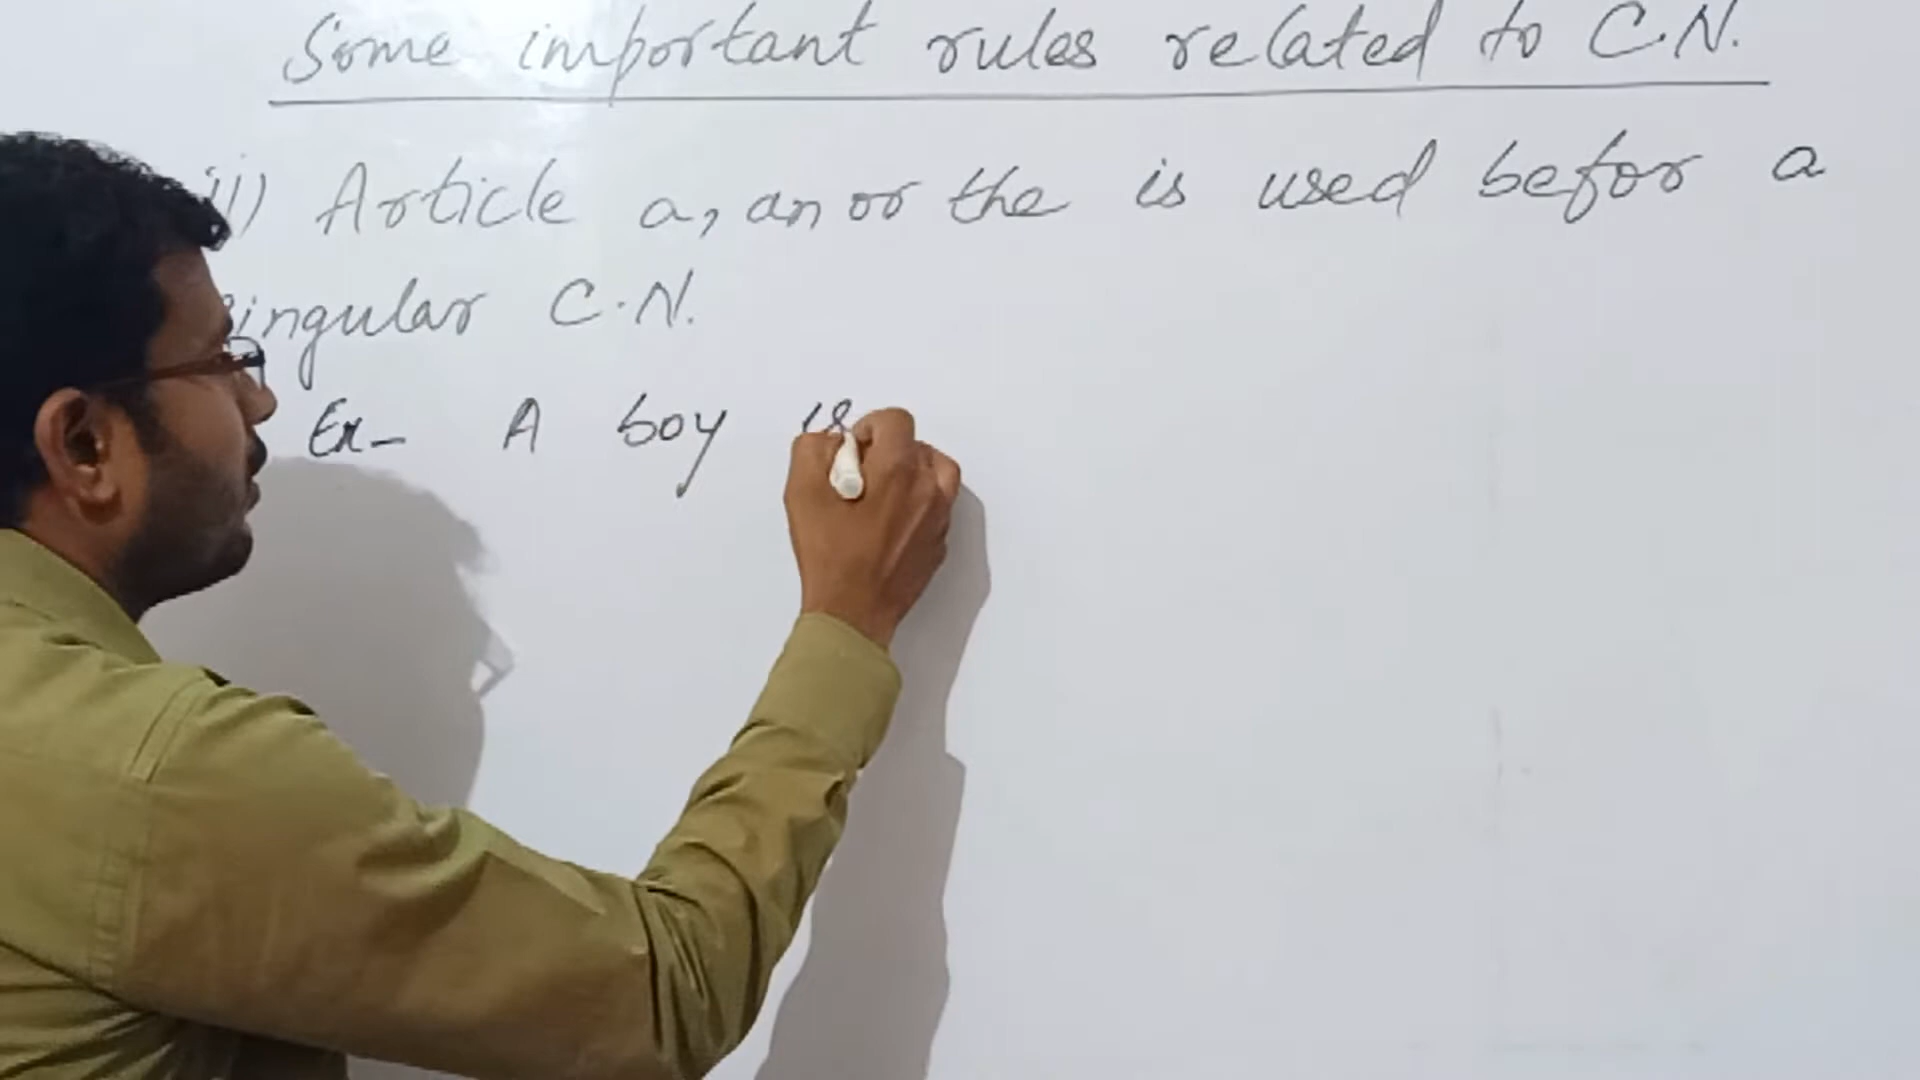 Some important rules related to C.N.
ii) Article a, an or the is used befor a
singular C.N.
Ex- A boy is